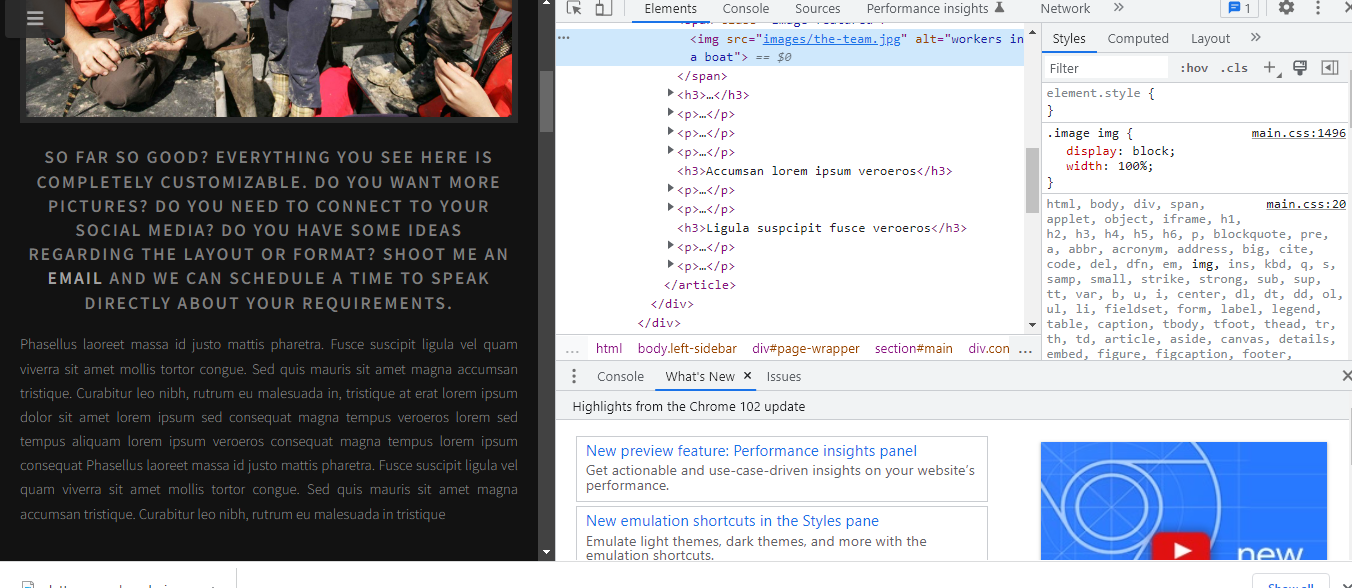 SO FAR SO GOOD? EVERYTHING YOU SEE HERE IS
COMPLETELY CUSTOMIZABLE. DO YOU WANT MORE
PICTURES? DO YOU NEED TO CONNECT TO YOUR
SOCIAL MEDIA? DO YOU HAVE SOME IDEAS
REGARDING THE LAYOUT OR FORMAT? SHOOT ME AN
EMAIL AND WE CAN SCHEDULE A TIME TO SPEAK
DIRECTLY ABOUT YOUR REQUIREMENTS.
Phasellus laoreet massa id justo mattis pharetra. Fusce suscipit ligula vel quam
viverra sit amet mollis tortor congue. Sed quis mauris sit amet magna accumsan
tristique. Curabitur leo nibh, rutrum eu malesuada in, tristique at erat lorem ipsum
dolor sit amet lorem ipsum sed consequat magna tempus veroeros lorem sed
tempus aliquam lorem ipsum veroeros consequat magna tempus lorem ipsum
consequat Phasellus laoreet massa id justo mattis pharetra. Fusce suscipit ligula vel
quam viverra sit amet mollis tortor congue. Sed quis mauris sit amet magna
accumsan tristique. Curabitur leo nibh, rutrum eu malesuada in tristique
Elements Console Sources Performance insights Network » 1
<img src="images/the-team.jpg" alt="workers in
a boat"> == $0
</span>
<h3>…</h3>
<p>…</p>
<p>…</p>
<p>…</p>
<h3>Accumsan lorem ipsum veroeros</h3>
<p>…</p>
<p>…</p>
<h3>Ligula suspcipit fusce veroeros</h3>
<p>…</p>
<p>…</p>
</article>
</div>
</div>
... html body.left-sidebar div#page-wrapper section#main div.con ...
Styles Computed Layout »
Filter :hov .cls +
element.style {
}
.image img { main.css:1496
display: block;
width: 100%;
}
html, body, div, span, main.css:20
applet, object, iframe, h1,
h2, h3, h4, h5, h6, p, blockquote, pre,
a, abbr, acronym, address, big, cite,
code, del, dfn, em, img, ins, kbd, q, s,
samp, small, strike, strong, sub, sup,
tt, var, b, u, i, center, dl, dt, dd, ol,
ul, li, fieldset, form, label, legend,
table, caption, tbody, tfoot, thead, tr,
th, td, article, aside, canvas, details,
embed, figure, figcaption, footer,
Console What's New × Issues
Highlights from the Chrome 102 update
New preview feature: Performance insights panel
Get actionable and use-case-driven insights on your website's
performance.
New emulation shortcuts in the Styles pane
Emulate light themes, dark themes, and more with the
emulation shortcuts.
new
Show all